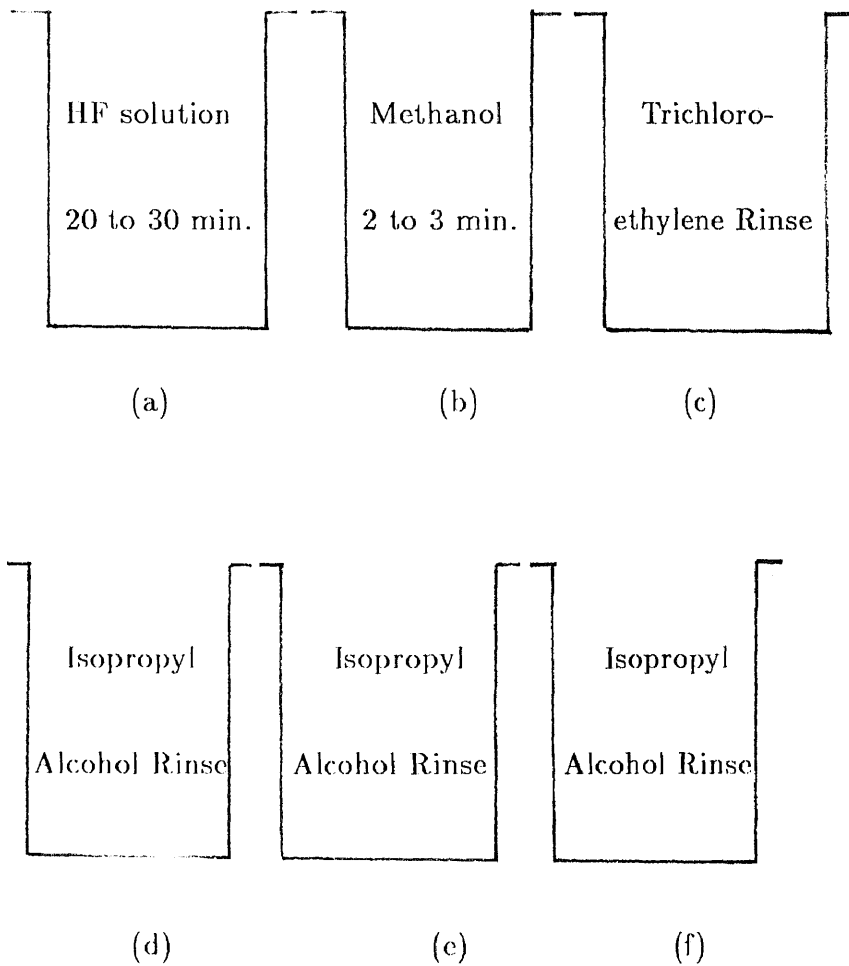 HF solution
20 to 30 min.
Methanol
2 to 3 min.
Trichloro-
ethylene Rinse
(a)
(b)
(c)
Isopropyl
Alcohol Rinse
Isopropyl
Alcohol Rinse
Isopropyl
Alcohol Rinse
(d)
(e)
(f)